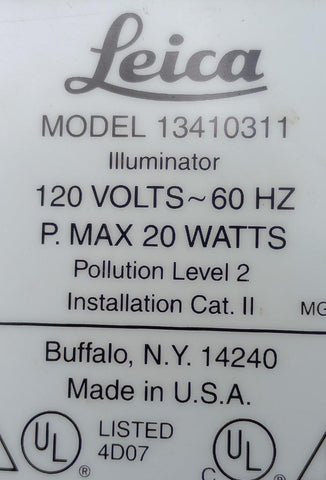 Leica
MODEL 13410311
Illuminator
120 VOLTS~60 HZ
P. MAX 20 WATTS
Pollution Level 2
Installation Cat. II
MG
Buffalo, N.Y. 14240
Made in U.S.A.
UL ® LISTED 4D07
C UL ®